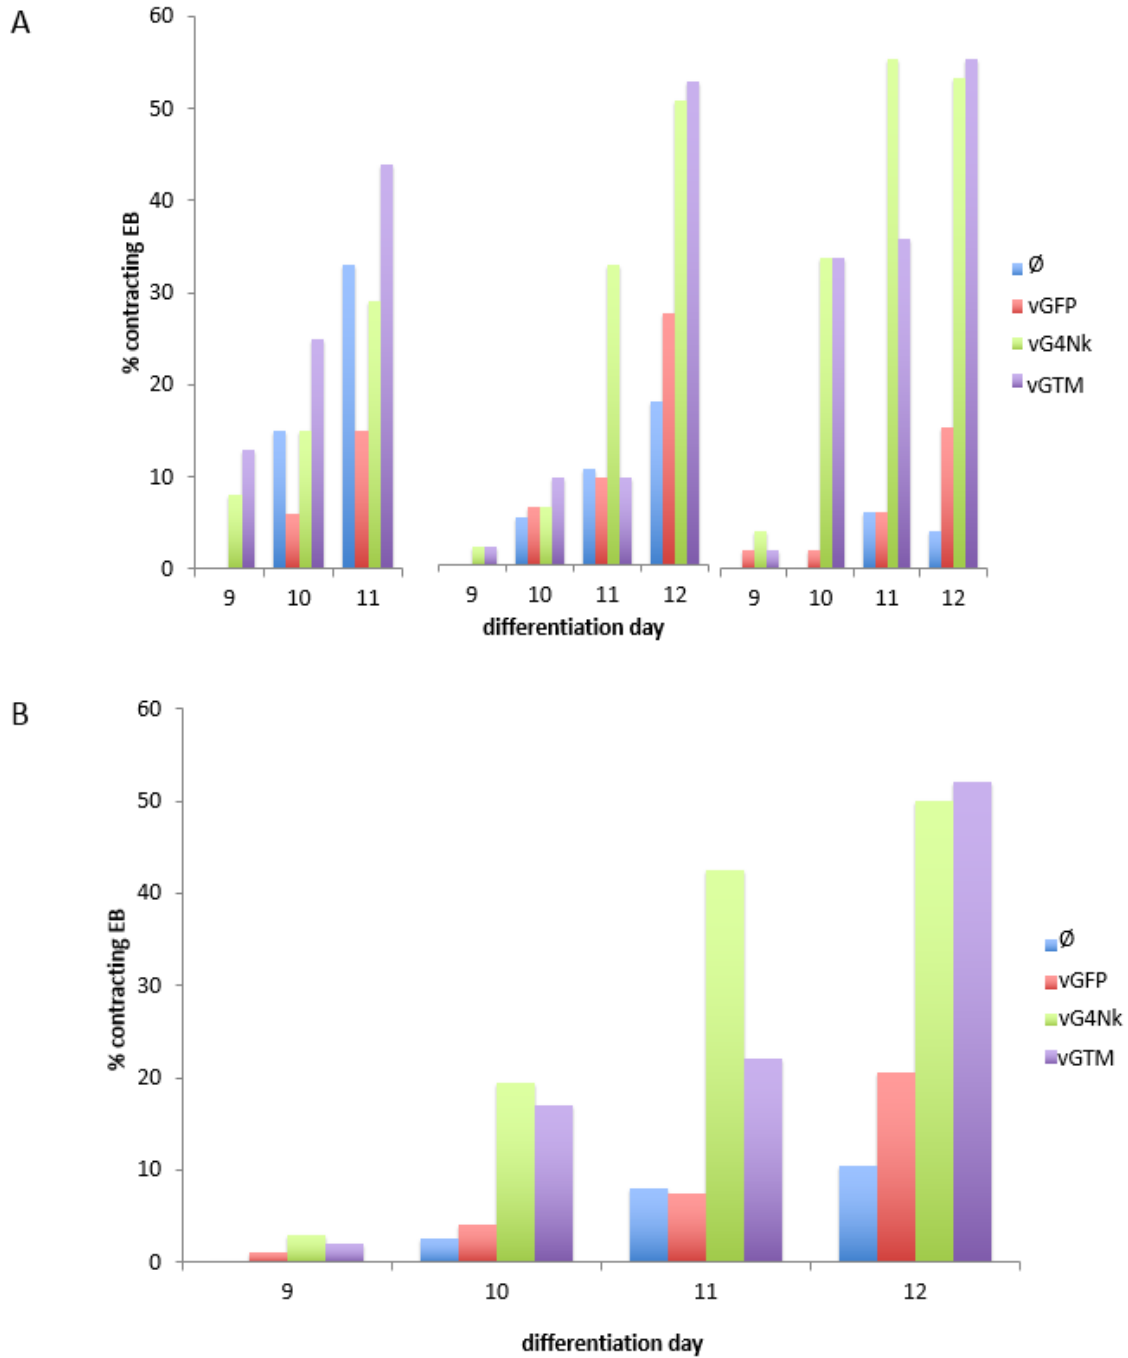 A
60
50
40
30
20
10
0
% contracting EB
9 10 11 9 10 11 12 9 10 11 12
differentiation day
Ø
vGFP
vG4Nk
vGTM
B
60
50
40
30
20
10
0
% contracting EB
9 10 11 12
differentiation day
Ø
vGFP
vG4Nk
vGTM